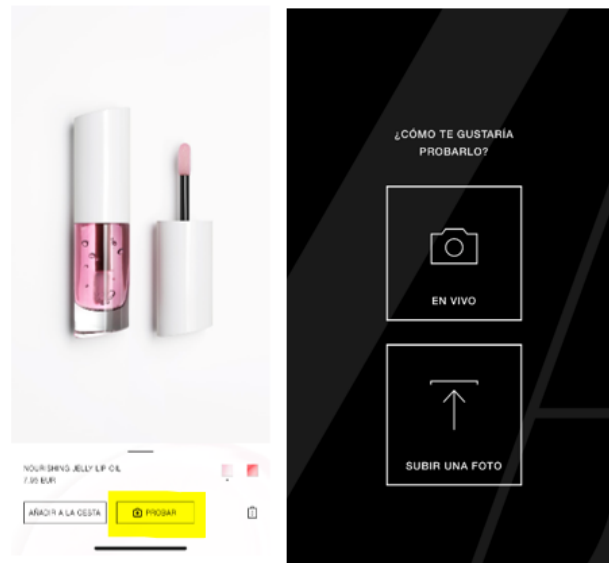 NOURISHING JELLY LIP OIL
7.95 EUR
AÑADIR A LA CESTA
PROBAR
¿CÓMO TE GUSTARÍA
PROBARLO?
EN VIVO
SUBIR UNA FOTO